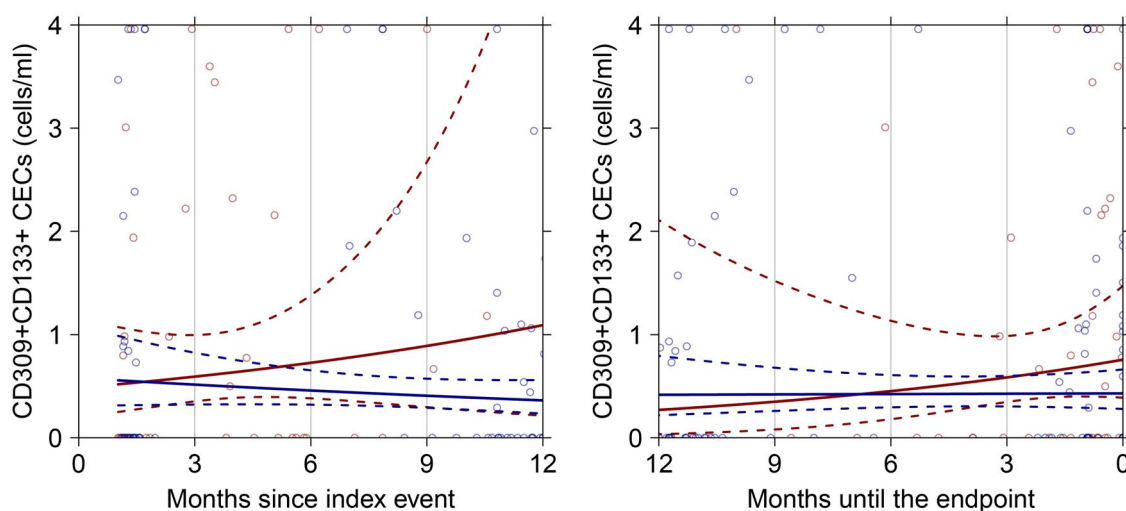 CD309+CD133+ CECs (cells/ml)
4
3
2
1
0
0 3 6 9 12
Months since index event
CD309+CD133+ CECs (cells/ml)
4
3
2
1
0
12 9 6 3 0
Months until the endpoint